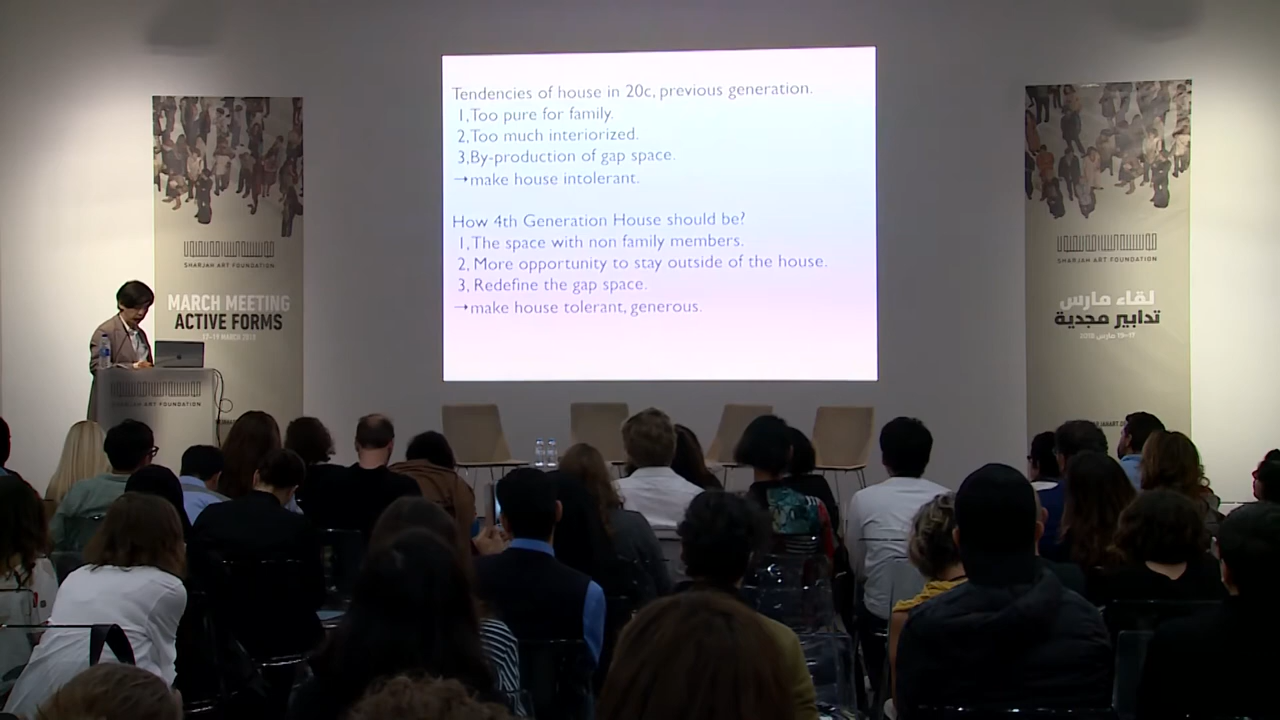 Tendencies of house in 20c, previous generation.
1,Too pure for family.
2,Too much interiorized.
3,By-production of gap space.
→make house intolerant.
How 4th Generation House should be?
1,The space with non family members.
2, More opportunity to stay outside of the house.
3, Redefine the gap space.
→make house tolerant, generous.
SHARJAH ART FOUNDATION
MARCH MEETING
ACTIVE FORMS
SHARJAH ART FOUNDATION
SHARJAH ART FOUNDATION
لقاء مارس
تدابير مجدية